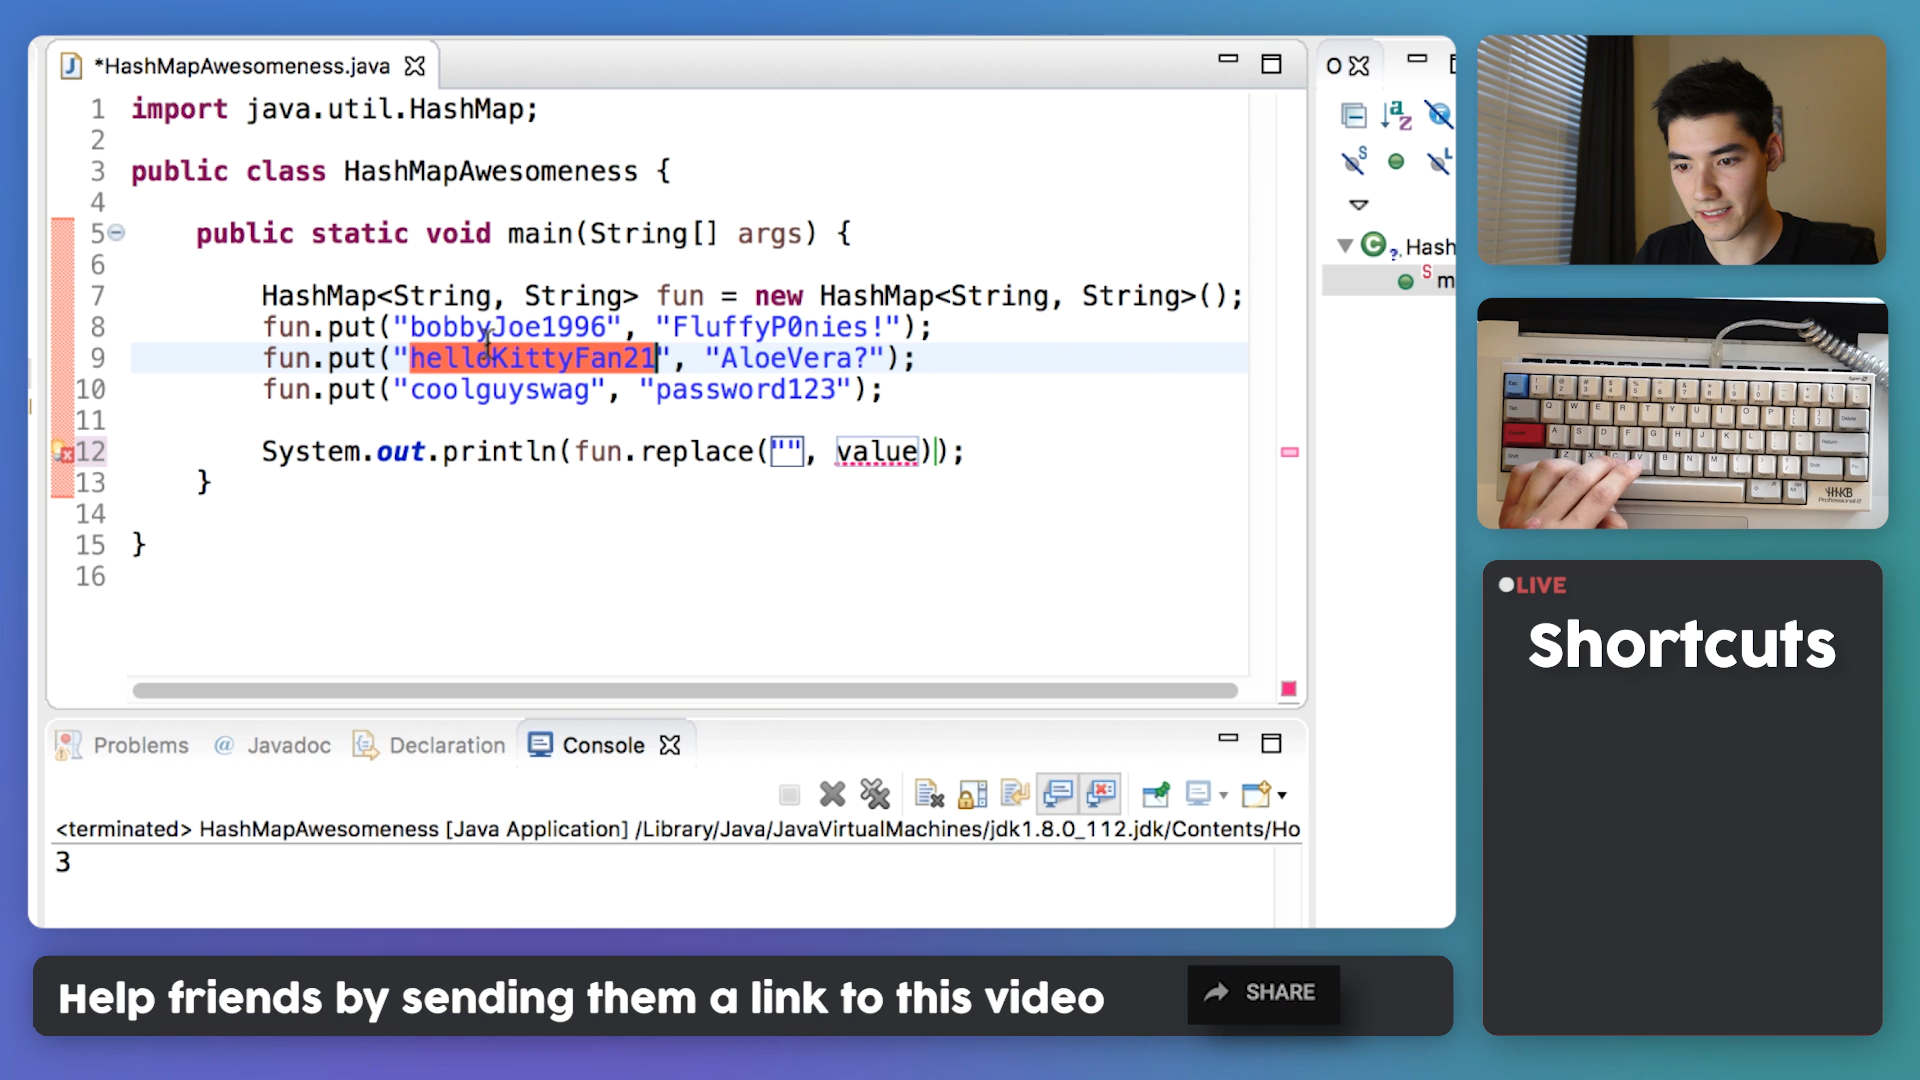 *HashMapAwesomeness.java
1 import java.util.HashMap;
2
3 public class HashMapAwesomeness {
4
5 public static void main(String[] args) {
6
7 HashMap<String, String> fun = new HashMap<String, String>();
8 fun.put("bobbyJoe1996", "FluffyP0nies!");
9 fun.put("helloKittyFan21", "AloeVera?");
10 fun.put("coolguyswag", "password123");
11
12 System.out.println(fun.replace("", value));
13 }
14
15 }
16
Hash
m
Problems @ Javadoc Declaration Console
<terminated> HashMapAwesomeness [Java Application] /Library/Java/JavaVirtualMachines/jdk1.8.0_112.jdk/Contents/Ho
3
LIVE
Shortcuts
Help friends by sending them a link to this video
SHARE